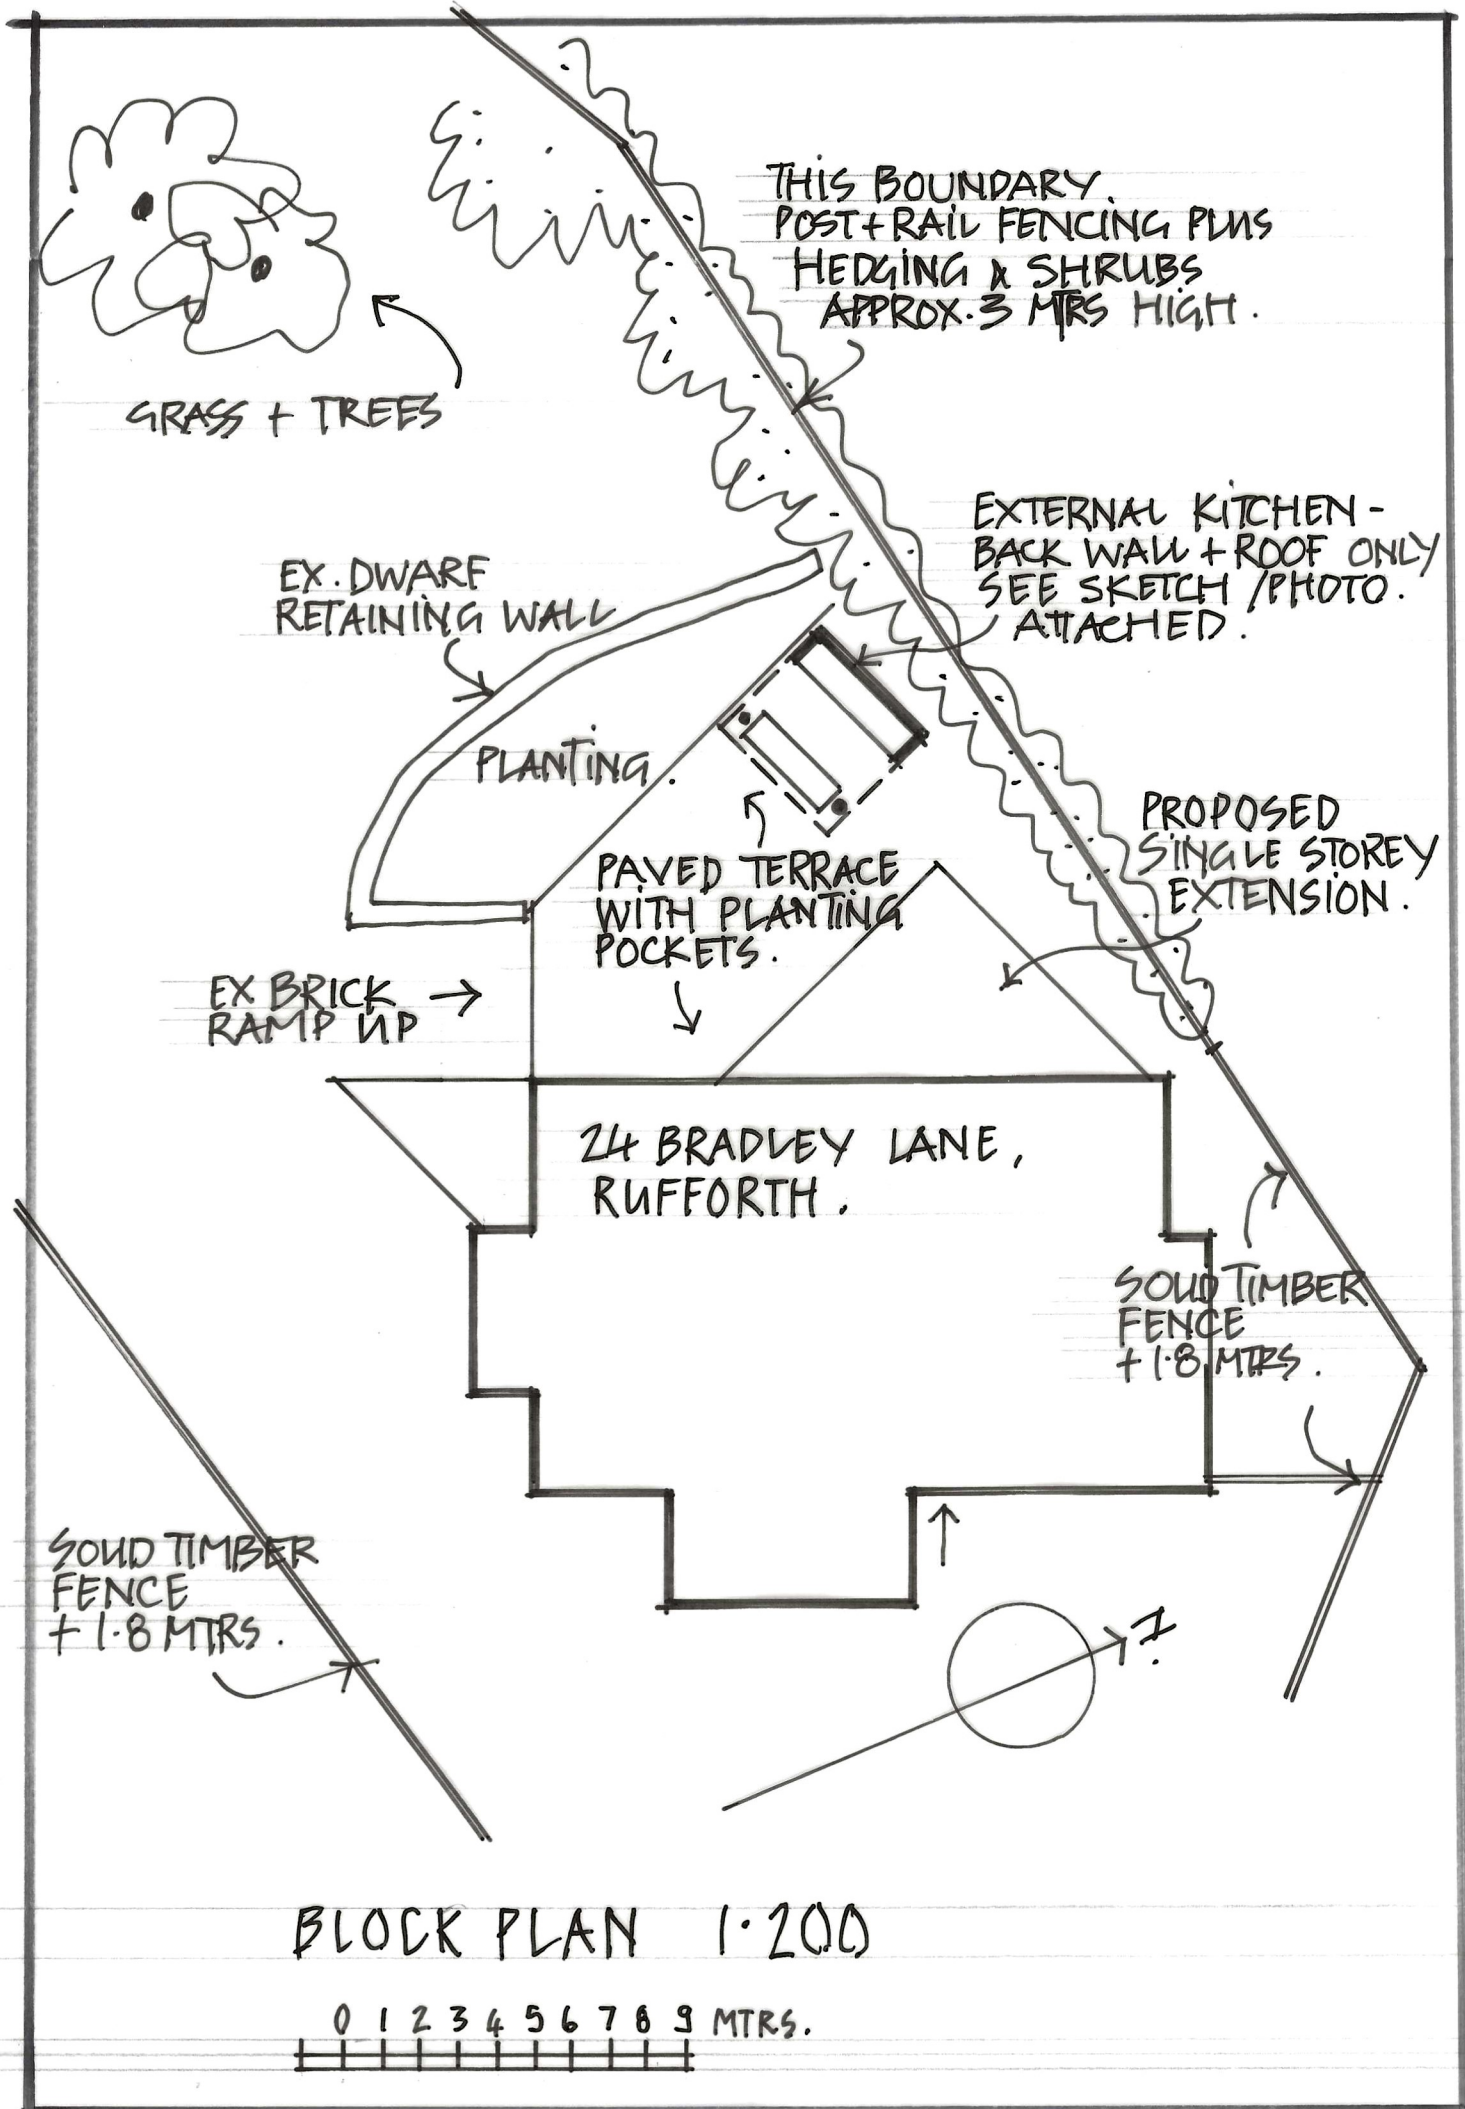 THIS BOUNDARY.
POST + RAIL FENCING PLUS
HEDGING & SHRUBS
APPROX. 3 MTRS HIGH.
GRASS + TREES
EXTERNAL KITCHEN -
BACK WALL + ROOF ONLY
SEE SKETCH / PHOTO.
ATTACHED.
EX. DWARF
RETAINING WALL
PLANTING.
PROPOSED
SINGLE STOREY
EXTENSION.
PAVED TERRACE
WITH PLANTING
POCKETS.
EX BRICK
RAMP UP
24 BRADLEY LANE,
RUFFORTH.
SOLID TIMBER
FENCE
+ 1.8 MTRS.
SOLID TIMBER
FENCE
+ 1.8 MTRS.
BLOCK PLAN 1:200
0 1 2 3 4 5 6 7 8 9 MTRS.